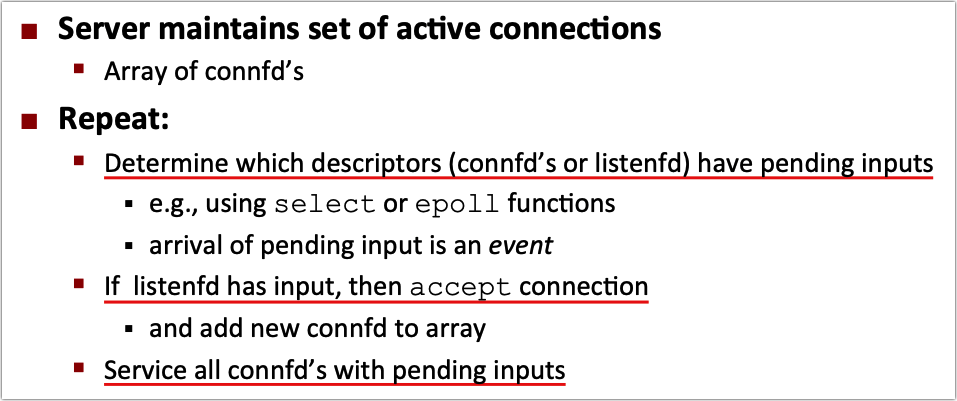 Server maintains set of active connections
Array of connfd’s
Repeat:
Determine which descriptors (connfd’s or listenfd) have pending inputs
e.g., using select or epoll functions
arrival of pending input is an event
If listenfd has input, then accept connection
and add new connfd to array
Service all connfd’s with pending inputs